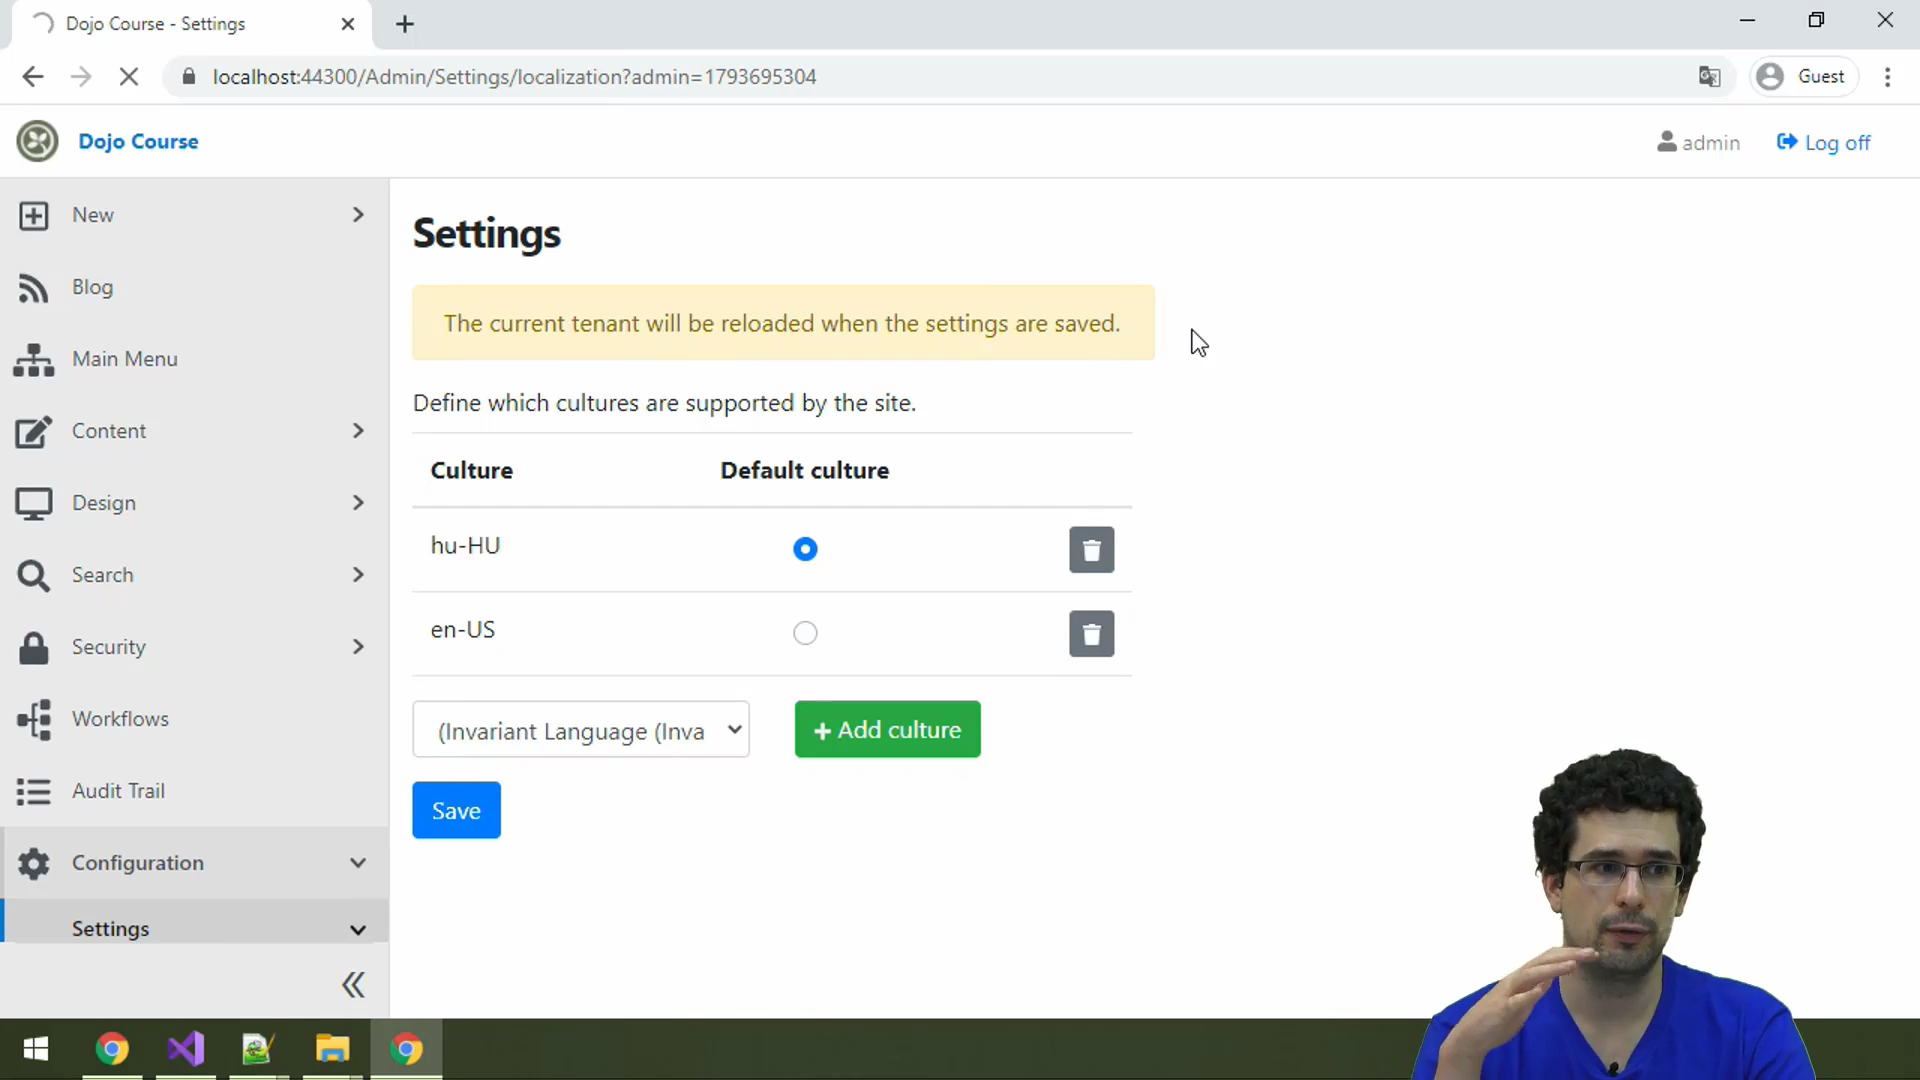 Dojo Course - Settings
localhost:44300/Admin/Settings/localization?admin=1793695304
Guest
Dojo Course
admin
Log off
New
Blog
Main Menu
Content
Design
Search
Security
Workflows
Audit Trail
Configuration
Settings
Settings
The current tenant will be reloaded when the settings are saved.
Define which cultures are supported by the site.
Culture Default culture
hu-HU
en-US
(Invariant Language (Inva
+ Add culture
Save